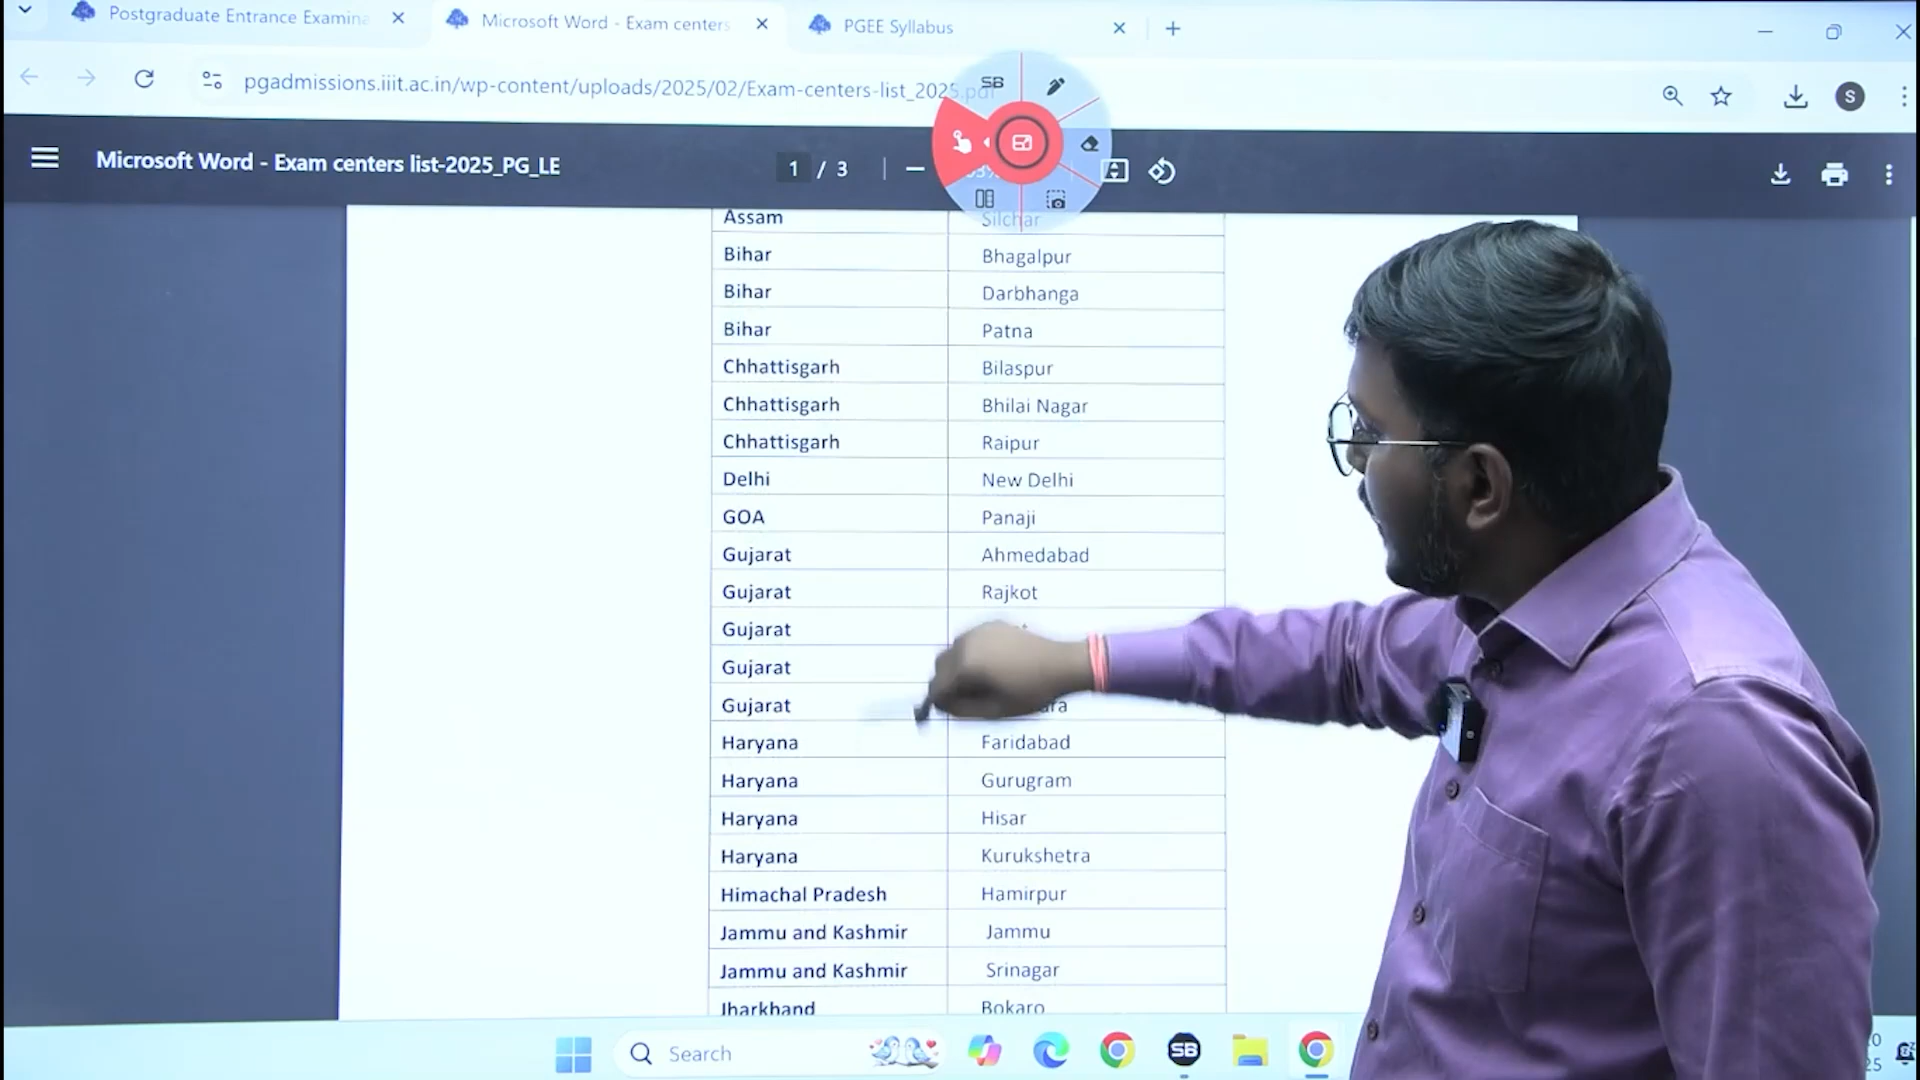 Postgraduate Entrance Examina
Microsoft Word - Exam centers
PGEE Syllabus
pgadmissions.iiit.ac.in/wp-content/uploads/2025/02/Exam-centers-list_2025.pdf
S
SB
Microsoft Word - Exam centers list-2025_PG_LE
1 / 3
Assam Silchar
Bihar Bhagalpur
Bihar Darbhanga
Bihar Patna
Chhattisgarh Bilaspur
Chhattisgarh Bhilai Nagar
Chhattisgarh Raipur
Delhi New Delhi
GOA Panaji
Gujarat Ahmedabad
Gujarat Rajkot
Gujarat
Gujarat
Gujarat
Haryana Faridabad
Haryana Gurugram
Haryana Hisar
Haryana Kurukshetra
Himachal Pradesh Hamirpur
Jammu and Kashmir Jammu
Jammu and Kashmir Srinagar
Jharkhand Bokaro
Search
SB